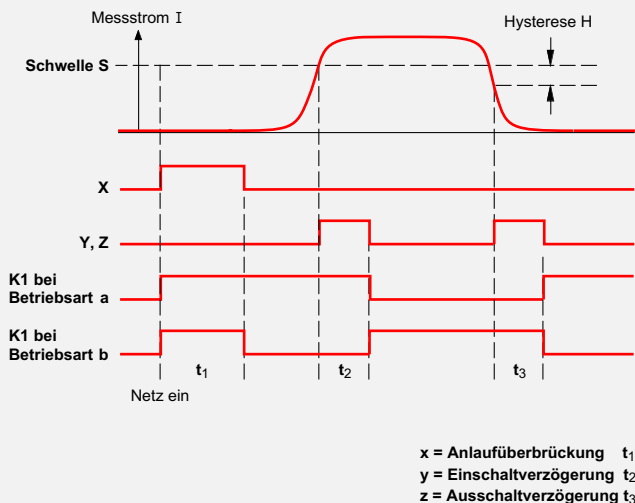 Messstrom I
Hysterese H
Schwelle S
X
Y, Z
K1 bei
Betriebsart a
K1 bei
Betriebsart b
t1 t2 t3
Netz ein
x = Anlaufüberbrückung t1
y = Einschaltverzögerung t2
z = Ausschaltverzögerung t3